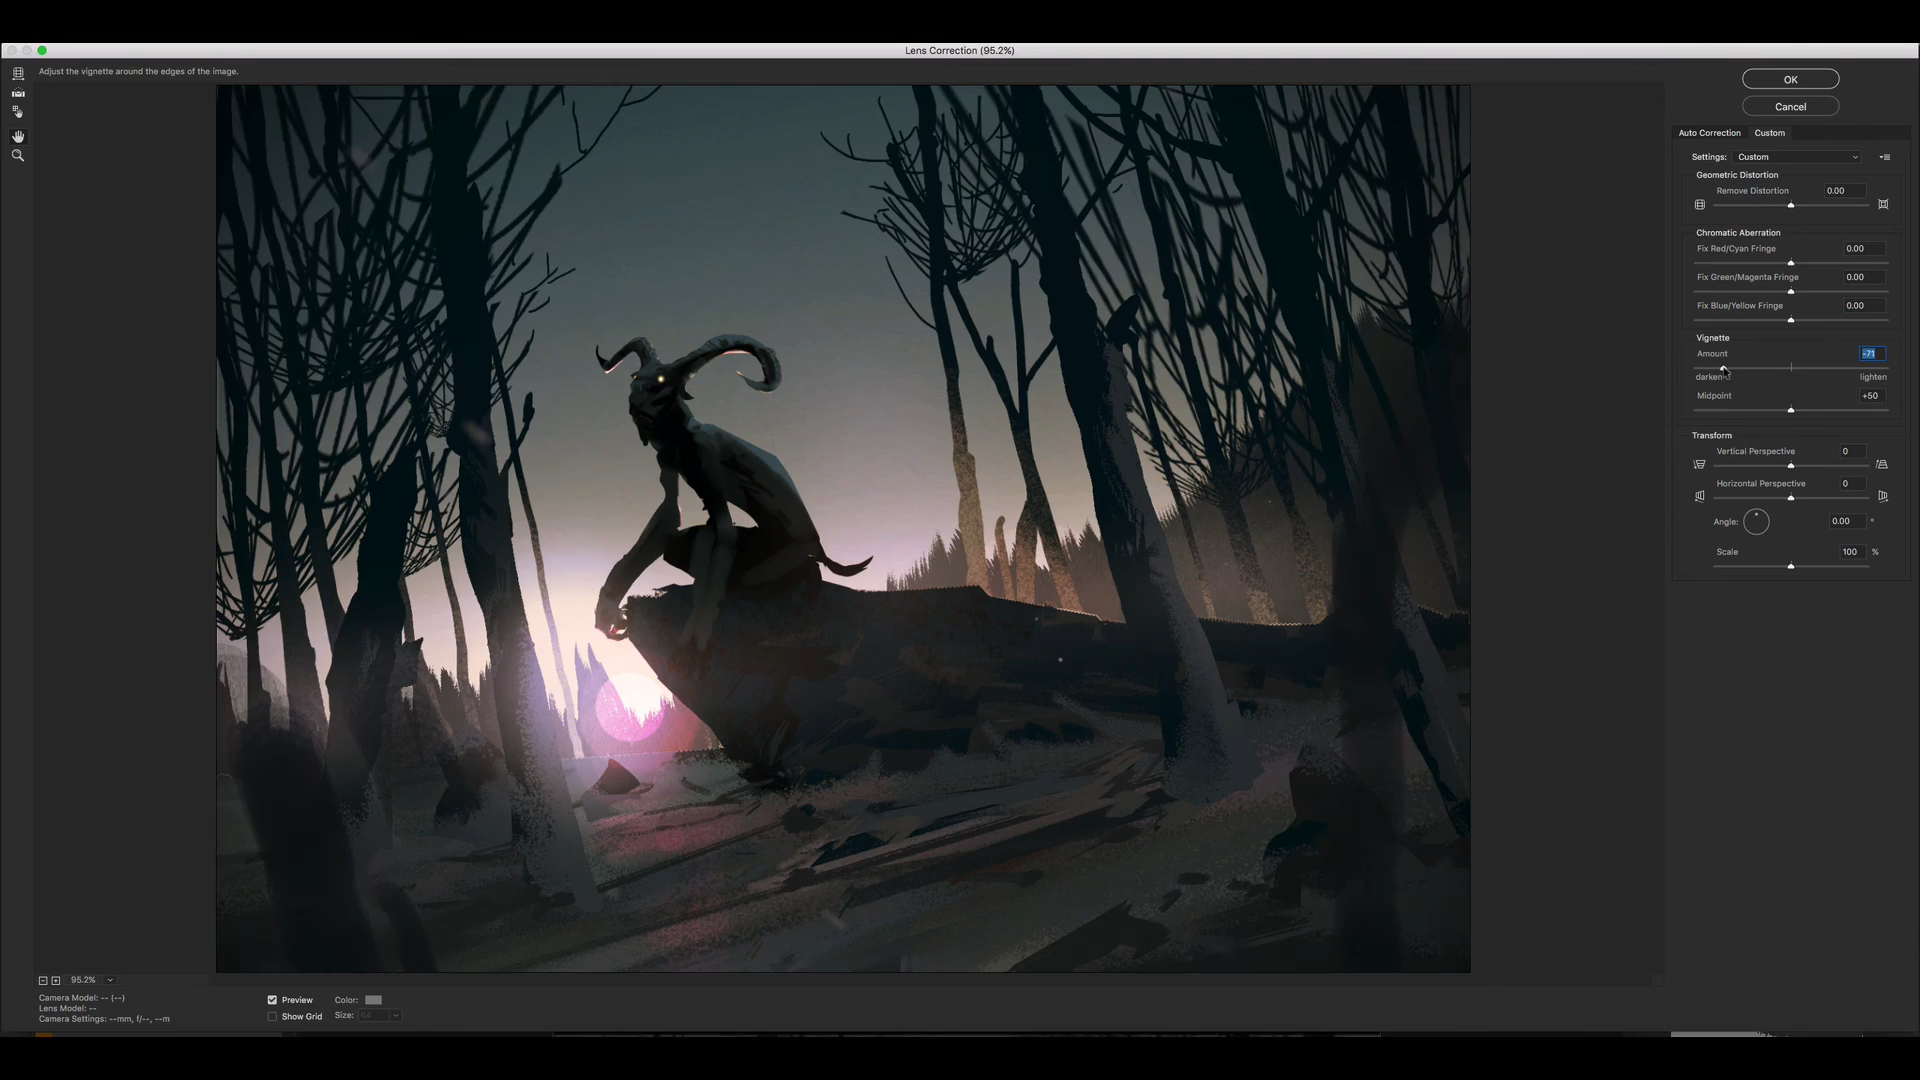 Lens Correction (95.2%)
Adjust the vignette around the edges of the image.
OK
Cancel
Auto Correction Custom
Settings: Custom
Geometric Distortion
Remove Distortion 0.00
Chromatic Aberration
Fix Red/Cyan Fringe 0.00
Fix Green/Magenta Fringe 0.00
Fix Blue/Yellow Fringe 0.00
Vignette
Amount -71
darken lighten
Midpoint +50
Transform
Vertical Perspective 0
Horizontal Perspective 0
Angle: 0.00 °
Scale 100 %
95.2%
Camera Model: -- (--)
Lens Model: --
Camera Settings: --mm, f/--, --m
Preview Color:
Show Grid Size: 64